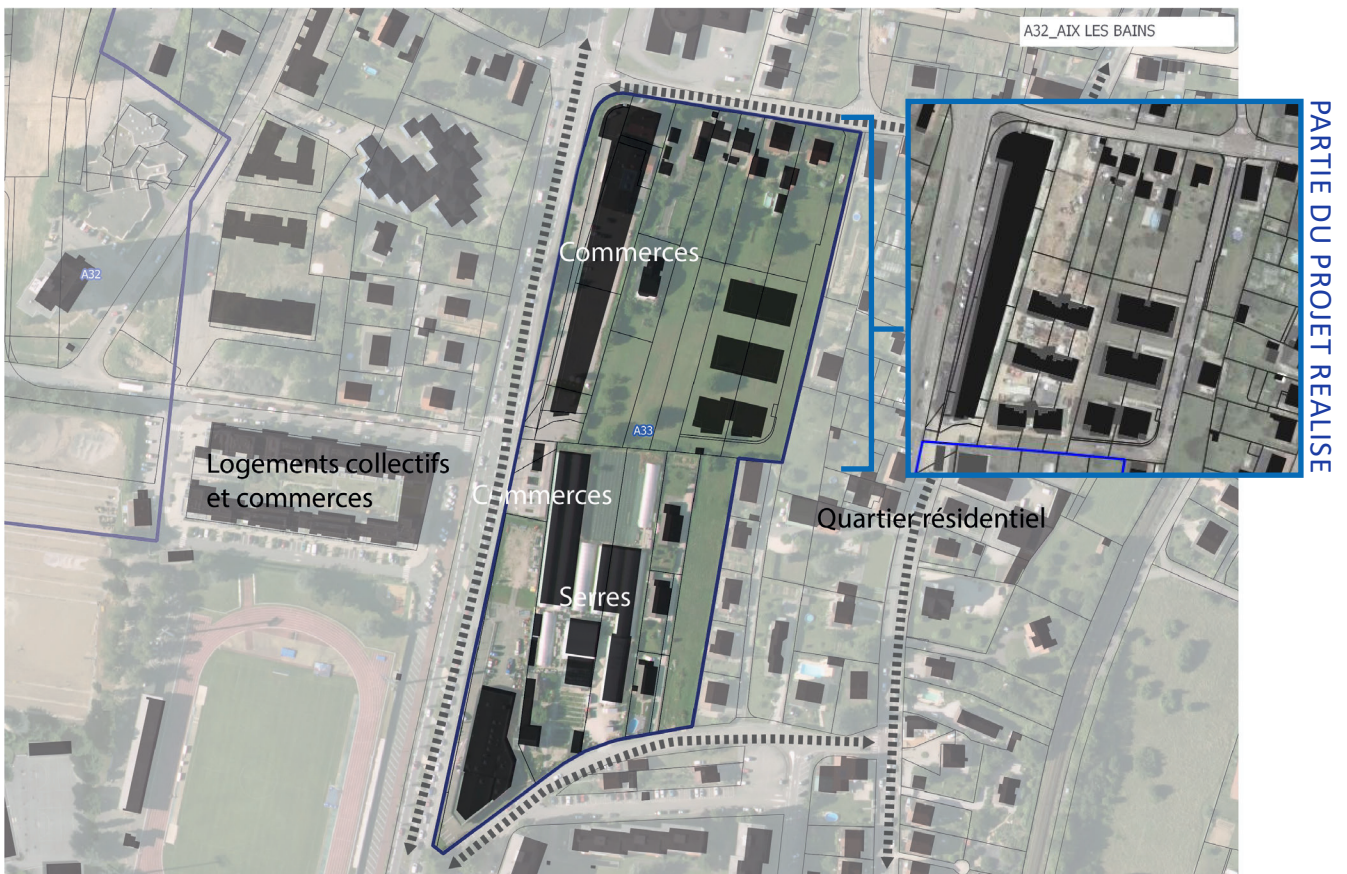 A32_AIX LES BAINS
PARTIE DU PROJET REALISE
Commerces
A32
A33
Logements collectifs
et commerces
Commerces
Quartier résidentiel
Serres